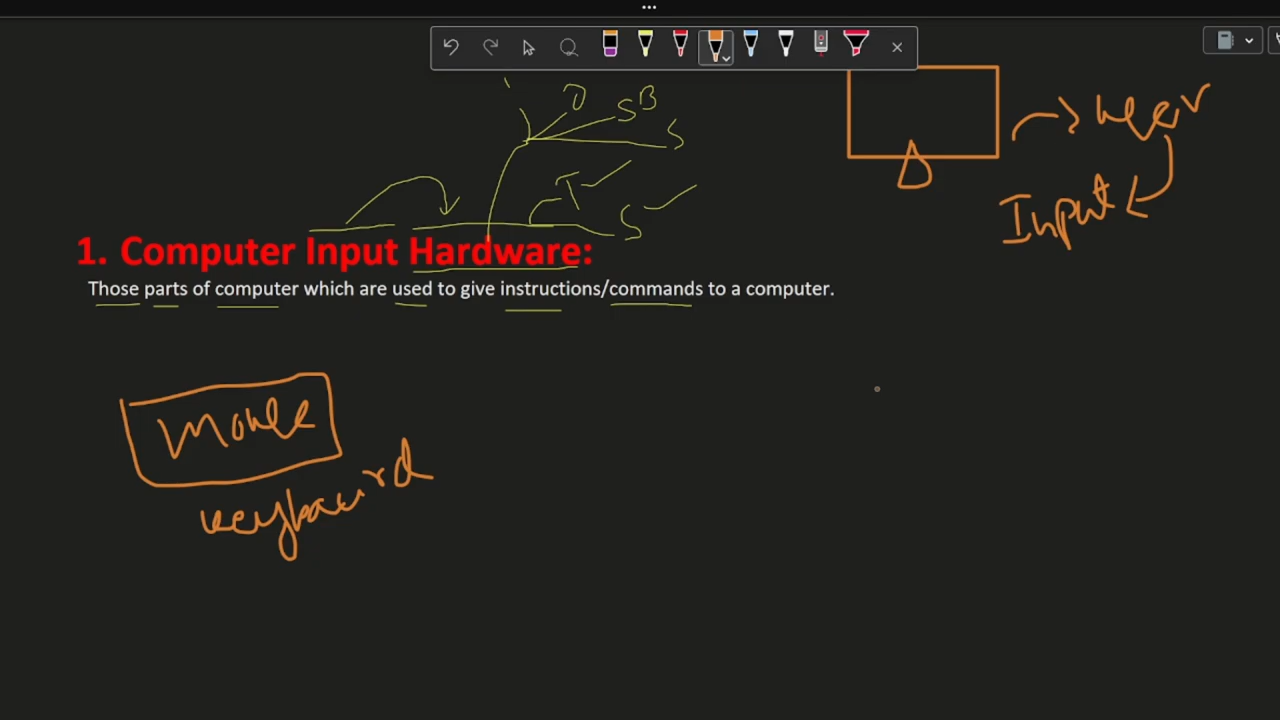 D
SB
S
T
S
User
Input
1. Computer Input Hardware:
Those parts of computer which are used to give instructions/commands to a computer.
Mouse
keyboard